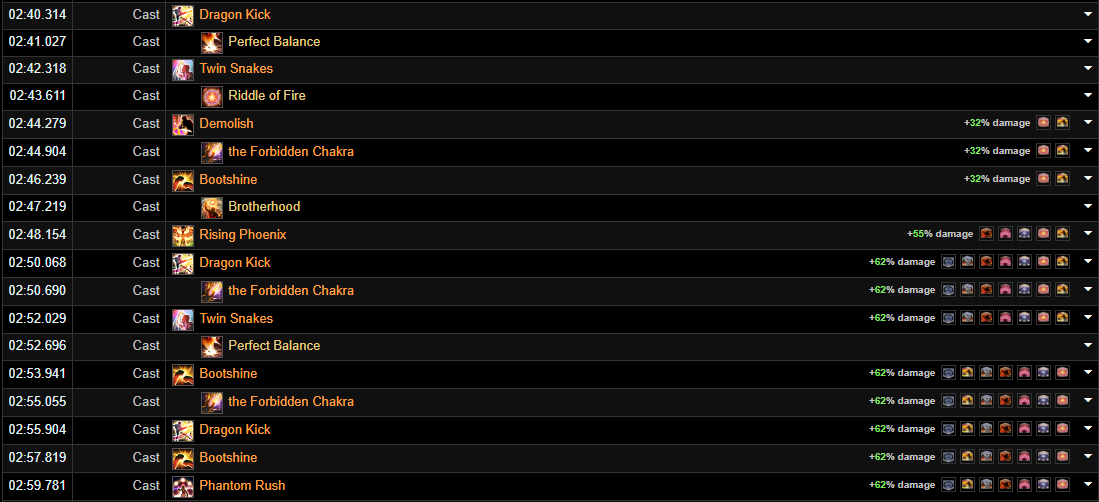 02:40.314 Cast Dragon Kick
02:41.027 Cast Perfect Balance
02:42.318 Cast Twin Snakes
02:43.611 Cast Riddle of Fire
02:44.279 Cast Demolish +32% damage
02:44.904 Cast the Forbidden Chakra +32% damage
02:46.239 Cast Bootshine +32% damage
02:47.219 Cast Brotherhood
02:48.154 Cast Rising Phoenix +55% damage
02:50.068 Cast Dragon Kick +62% damage
02:50.690 Cast the Forbidden Chakra +62% damage
02:52.029 Cast Twin Snakes +62% damage
02:52.696 Cast Perfect Balance
02:53.941 Cast Bootshine +62% damage
02:55.055 Cast the Forbidden Chakra +62% damage
02:55.904 Cast Dragon Kick +62% damage
02:57.819 Cast Bootshine +62% damage
02:59.781 Cast Phantom Rush +62% damage